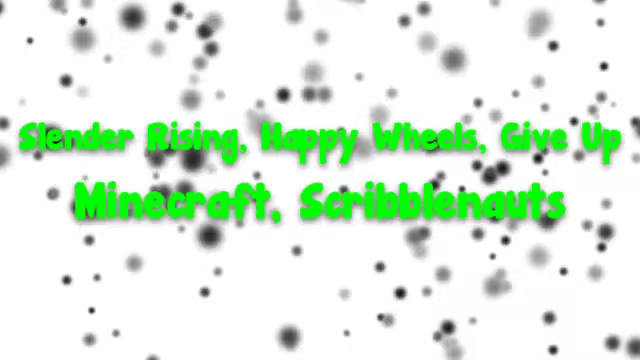 Slender Rising, Happy Wheels, Give Up
Minecraft, Scribblenauts